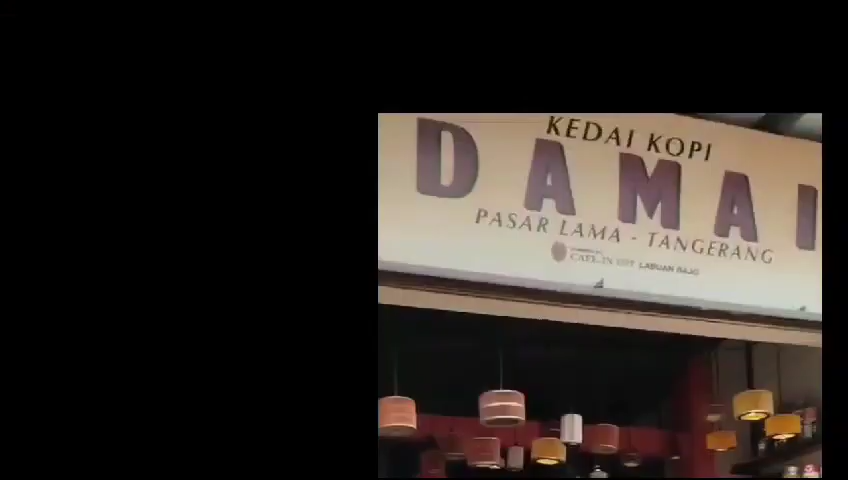 KEDAI KOPI
DAMAI
PASAR LAMA - TANGERANG
LABUAN BAJO